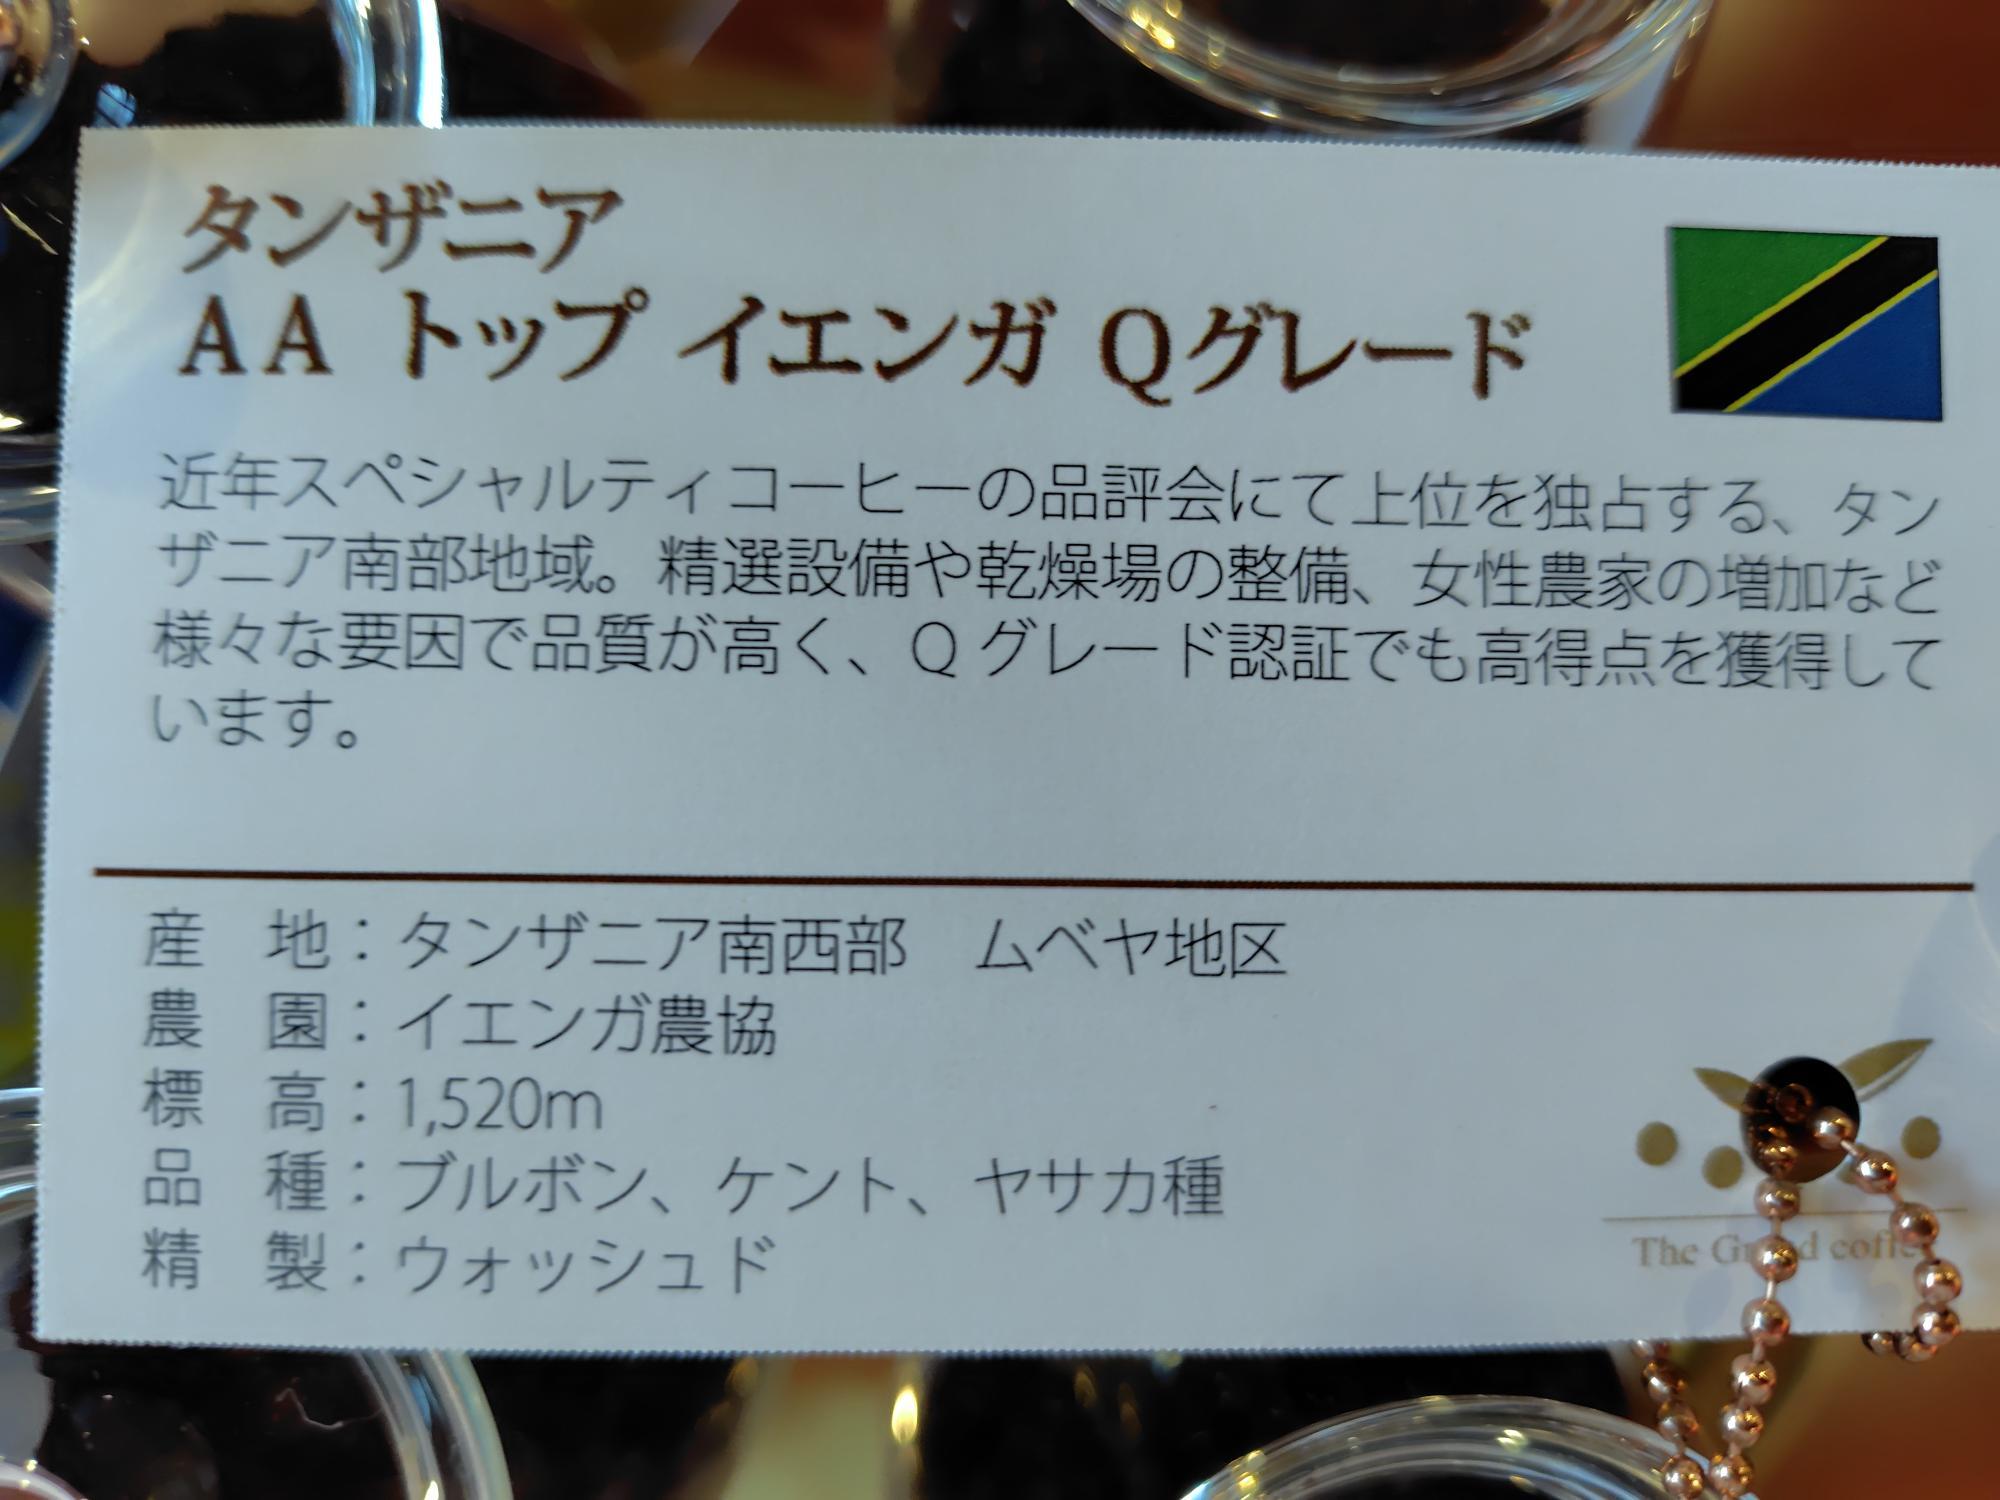 タンザニア
AA トップ イエンガ Qグレード
近年スペシャルティコーヒーの品評会にて上位を独占する、タン
ザニア南部地域。精選設備や乾燥場の整備、女性農家の増加など
様々な要因で品質が高く、Q グレード認証でも高得点を獲得して
います。
産　地：タンザニア南西部　ムベヤ地区
農　園：イエンガ農協
標　高：1,520m
品　種：ブルボン、ケント、ヤサカ種
精　製：ウォッシュド
The